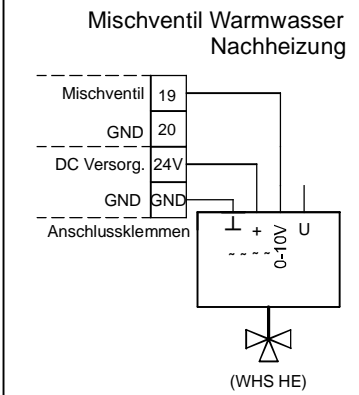 Mischventil Warmwasser
Nachheizung
Mischventil 19
GND 20
DC Versorg. 24V
GND GND
Anschlussklemmen
⊥ + 0-10V U
~ ~ ~ ~
(WHS HE)